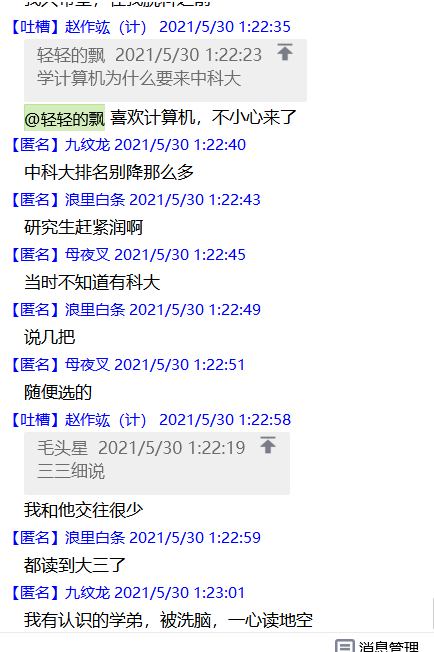 【吐槽】赵作竑（计） 2021/5/30 1:22:35
轻轻的飘 2021/5/30 1:22:23
学计算机为什么要来中科大
@轻轻的飘 喜欢计算机，不小心来了
【匿名】九纹龙 2021/5/30 1:22:40
中科大排名别降那么多
【匿名】浪里白条 2021/5/30 1:22:43
研究生赶紧润啊
【匿名】母夜叉 2021/5/30 1:22:45
当时不知道有科大
【匿名】浪里白条 2021/5/30 1:22:49
说几把
【匿名】母夜叉 2021/5/30 1:22:51
随便选的
【吐槽】赵作竑（计） 2021/5/30 1:22:58
毛头星 2021/5/30 1:22:19
三三细说
我和他交往很少
【匿名】浪里白条 2021/5/30 1:22:59
都读到大三了
【匿名】九纹龙 2021/5/30 1:23:01
我有认识的学弟，被洗脑，一心读地空
消息管理